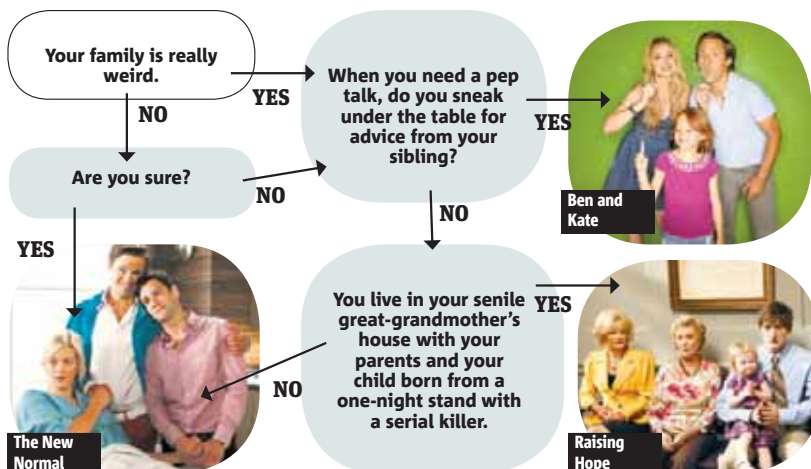 Your family is really
weird.
YES
NO
When you need a pep
talk, do you sneak
under the table for
advice from your
sibling?
YES
Ben and
Kate
NO
Are you sure?
NO
YES
The New
Normal
You live in your senile
great-grandmother's
house with your
parents and your
child born from a
one-night stand with
a serial killer.
YES
NO
Raising
Hope